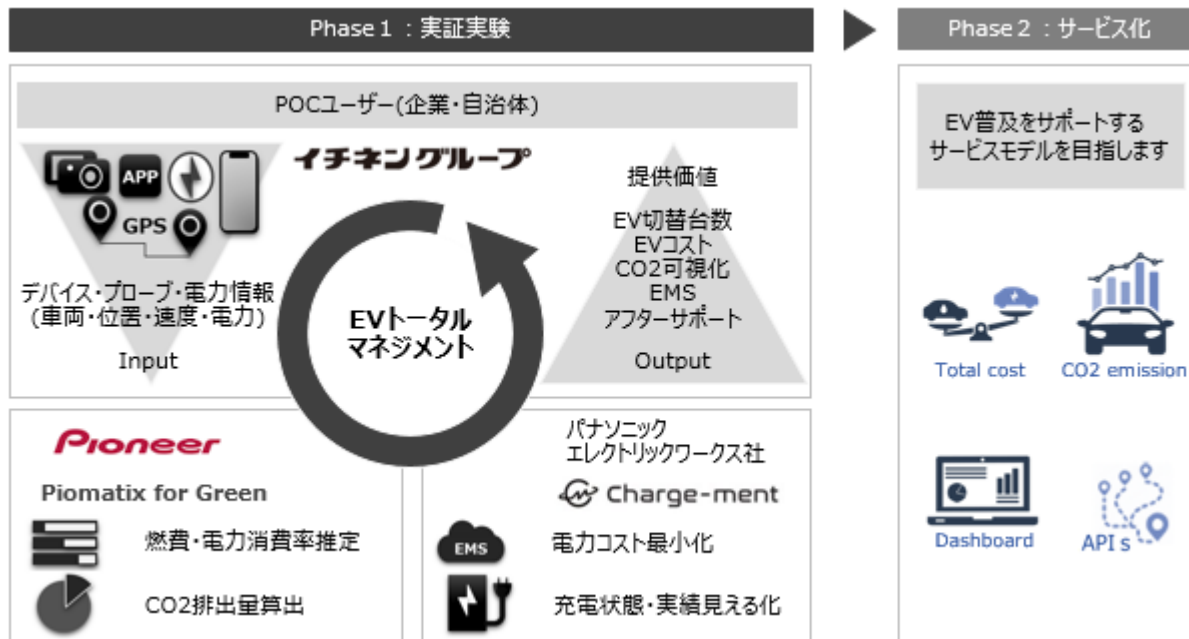 Phase 1 : 実証実験
Phase 2 : サービス化
POCユーザー(企業・自治体)
イチネングループ
APP
GPS
デバイス・プローブ・電力情報
(車両・位置・速度・電力)
Input
EVトータル
マネジメント
提供価値
EV切替台数
EVコスト
CO2可視化
EMS
アフターサポート
Output
Pioneer
Piomatix for Green
燃費・電力消費率推定
CO2排出量算出
パナソニック
エレクトリックワークス社
Charge-ment
EMS
電力コスト最小化
充電状態・実績見える化
EV普及をサポートする
サービスモデルを目指します
Total cost
CO2 emission
Dashboard
API s